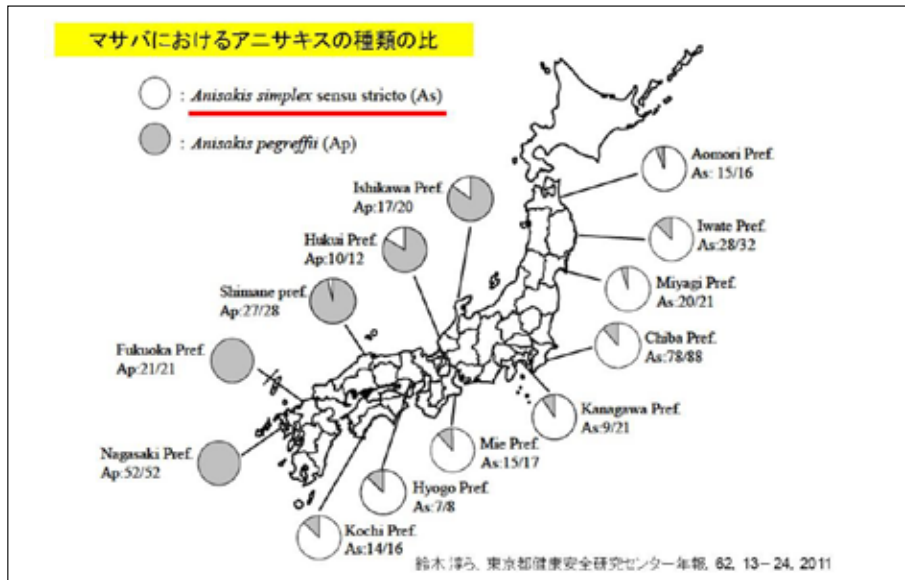 マサバにおけるアニサキスの種類の比
: Anisakis simplex sensu stricto (As)
: Anisakis pegreffii (Ap)
Aomori Pref.
As: 15/16
Iwate Pref.
As:28/32
Miyagi Pref.
As:20/21
Chiba Pref.
As:78/88
Kanagawa Pref.
As:9/21
Mie Pref.
As:15/17
Hyogo Pref.
As:7/8
Kochi Pref.
As:14/16
Ishikawa Pref.
Ap:17/20
Hukui Pref.
Ap:10/12
Shimane pref.
Ap:27/28
Fukuoka Pref.
Ap:21/21
Nagasaki Pref.
Ap:52/52
鈴木淳ら、東京都健康安全研究センター年報, 62, 13-24, 2011